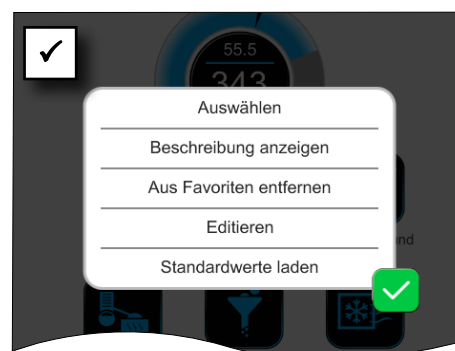 55.5
343
Auswählen
Beschreibung anzeigen
Aus Favoriten entfernen
Editieren
Standardwerte laden